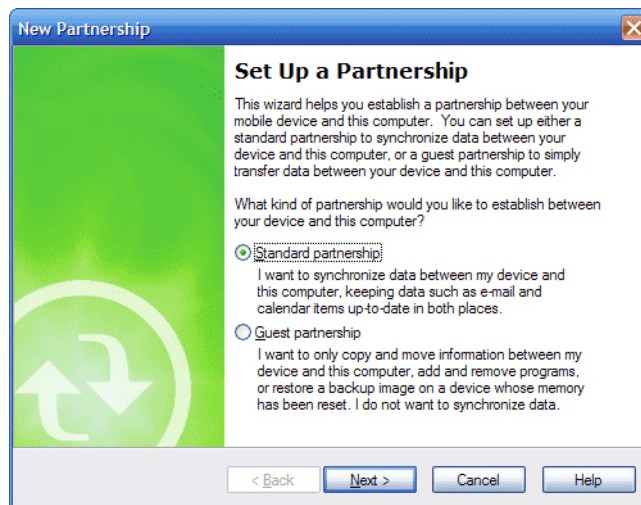 New Partnership
Set Up a Partnership
This wizard helps you establish a partnership between your
mobile device and this computer.  You can set up either a
standard partnership to synchronize data between your
device and this computer, or a guest partnership to simply
transfer data between your device and this computer.
What kind of partnership would you like to establish between
your device and this computer?
Standard partnership
I want to synchronize data between my device and
this computer, keeping data such as e-mail and
calendar items up-to-date in both places.
Guest partnership
I want to only copy and move information between my
device and this computer, add and remove programs,
or restore a backup image on a device whose memory
has been reset. I do not want to synchronize data.
< Back Next > Cancel Help